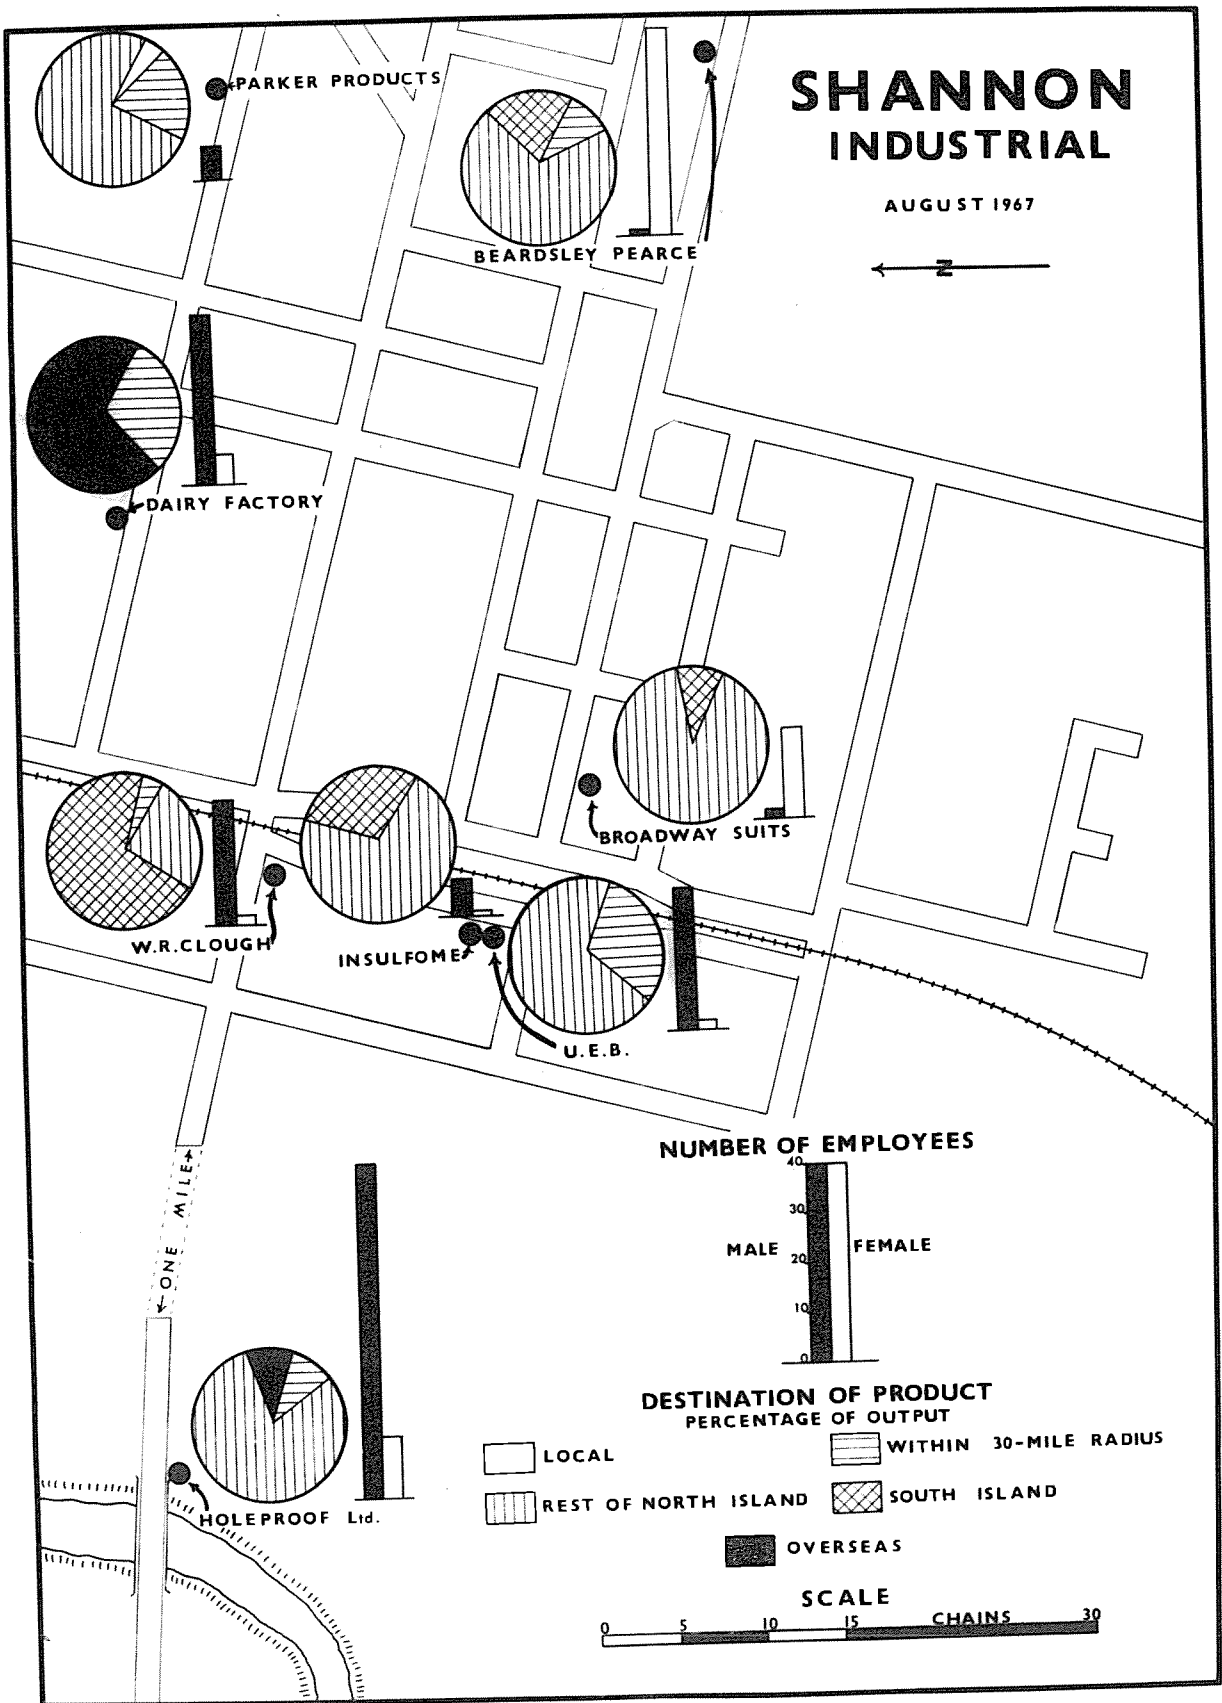 SHANNON
INDUSTRIAL
AUGUST 1967
N
PARKER PRODUCTS
BEARDSLEY PEARCE
DAIRY FACTORY
BROADWAY SUITS
W.R.CLOUGH
INSULFOME
U.E.B.
ONE MILE
HOLEPROOF Ltd.
NUMBER OF EMPLOYEES
40
30
MALE 20 FEMALE
10
0
DESTINATION OF PRODUCT
PERCENTAGE OF OUTPUT
LOCAL
WITHIN 30-MILE RADIUS
REST OF NORTH ISLAND
SOUTH ISLAND
OVERSEAS
SCALE
0 5 10 15 CHAINS 30